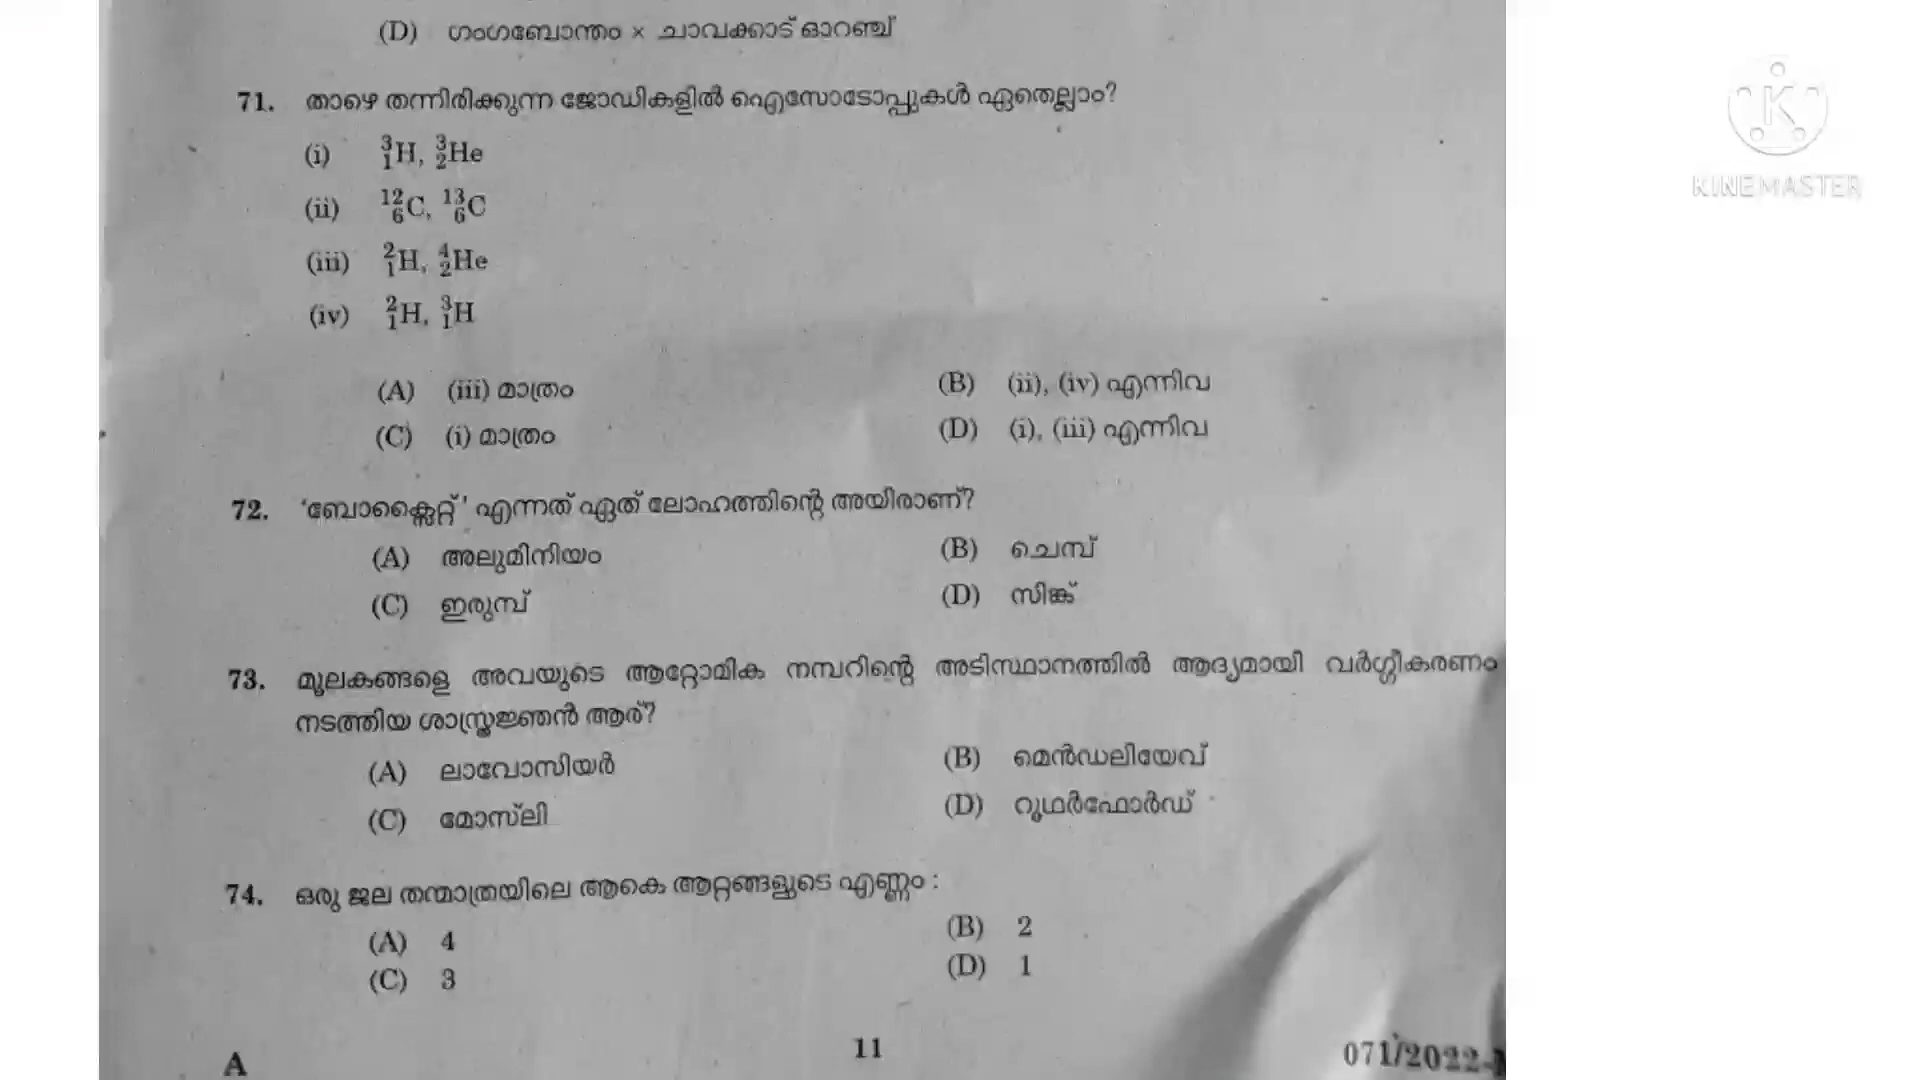 (D) ഗംഗബോന്തം × ചാവക്കാട് ഓറഞ്ച്
71. താഴെ തന്നിരിക്കുന്ന ജോഡികളിൽ ഐസോടോപ്പുകൾ ഏതെല്ലാം?
(i) ³₁H, ³₂He
(ii) ¹²₆C, ¹³₆C
(iii) ²₁H, ⁴₂He
(iv) ²₁H, ³₁H
(A) (iii) മാത്രം (B) (ii), (iv) എന്നിവ
(C) (i) മാത്രം (D) (i), (iii) എന്നിവ
72. ‘ബോക്സൈറ്റ്’ എന്നത് ഏത് ലോഹത്തിന്റെ അയിരാണ്?
(A) അലുമിനിയം (B) ചെമ്പ്
(C) ഇരുമ്പ് (D) സിങ്ക്
73. മൂലകങ്ങളെ അവയുടെ ആറ്റോമിക നമ്പറിന്റെ അടിസ്ഥാനത്തിൽ ആദ്യമായി വർഗ്ഗീകരണം
നടത്തിയ ശാസ്ത്രജ്ഞൻ ആര്?
(A) ലാവോസിയർ (B) മെൻഡലിയേവ്
(C) മോസ്‌ലി (D) റൂഥർഫോർഡ്
74. ഒരു ജല തന്മാത്രയിലെ ആകെ ആറ്റങ്ങളുടെ എണ്ണം :
(A) 4 (B) 2
(C) 3 (D) 1
A 11 071/2022-
K
KINEMASTER